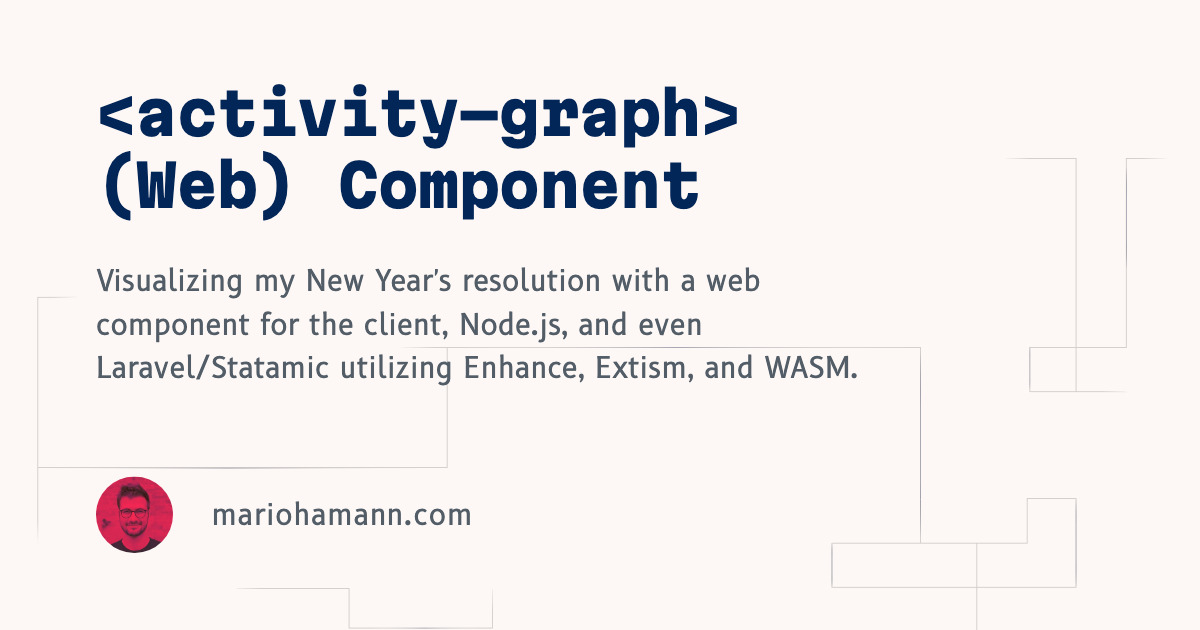 <activity-graph>
(Web) Component
Visualizing my New Year's resolution with a web
component for the client, Node.js, and even
Laravel/Statamic utilizing Enhance, Extism, and WASM.
mariohamann.com